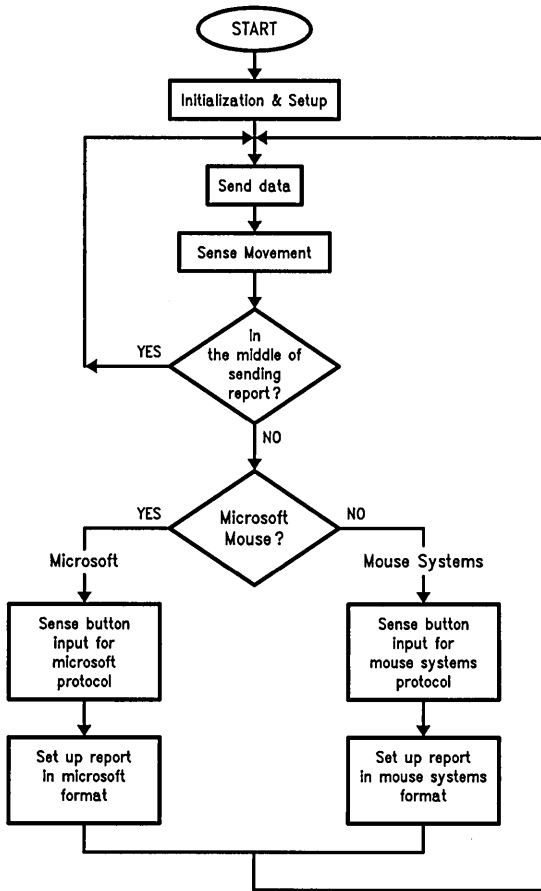 START
Initialization & Setup
Send data
Sense Movement
In
the middle of
sending
report?
YES
NO
Microsoft
Mouse?
YES
NO
Microsoft
Mouse Systems
Sense button
input for
microsoft
protocol
Sense button
input for
mouse systems
protocol
Set up report
in microsoft
format
Set up report
in mouse systems
format